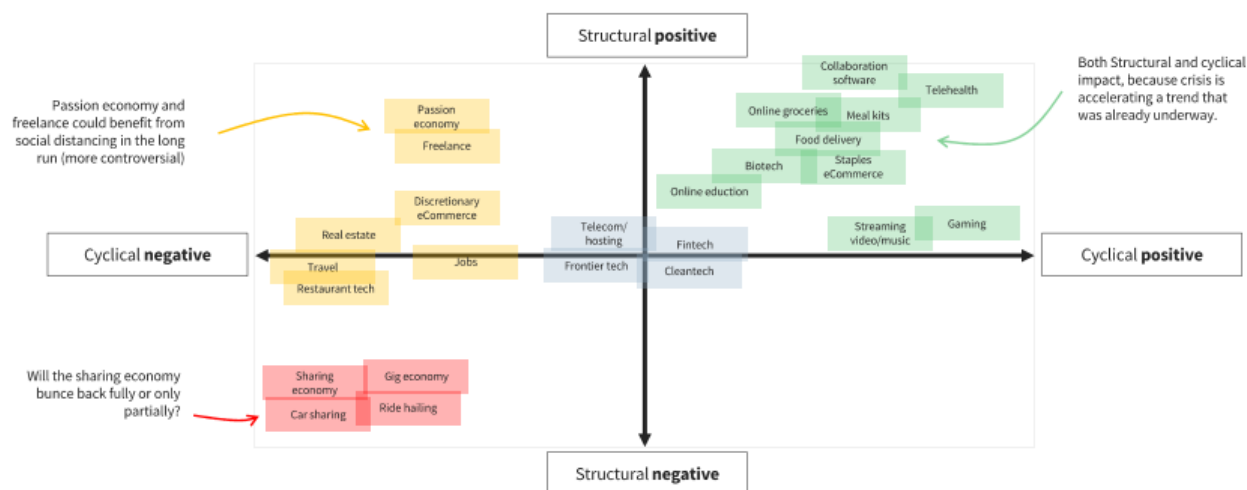 Structural positive
Both Structural and cyclical
impact, because crisis is
accelerating a trend that
was already underway.
Passion economy and
freelance could benefit from
social distancing in the long
run (more controversial)
Collaboration
software
Telehealth
Passion
economy
Online groceries
Meal kits
Freelance
Food delivery
Biotech
Staples
eCommerce
Online eduction
Discretionary
eCommerce
Real estate
Telecom/
hosting
Fintech
Streaming
video/music
Gaming
Cyclical negative
Travel
Jobs
Frontier tech
Cleantech
Cyclical positive
Restaurant tech
Will the sharing economy
bunce back fully or only
partially?
Sharing
economy
Gig economy
Car sharing
Ride hailing
Structural negative